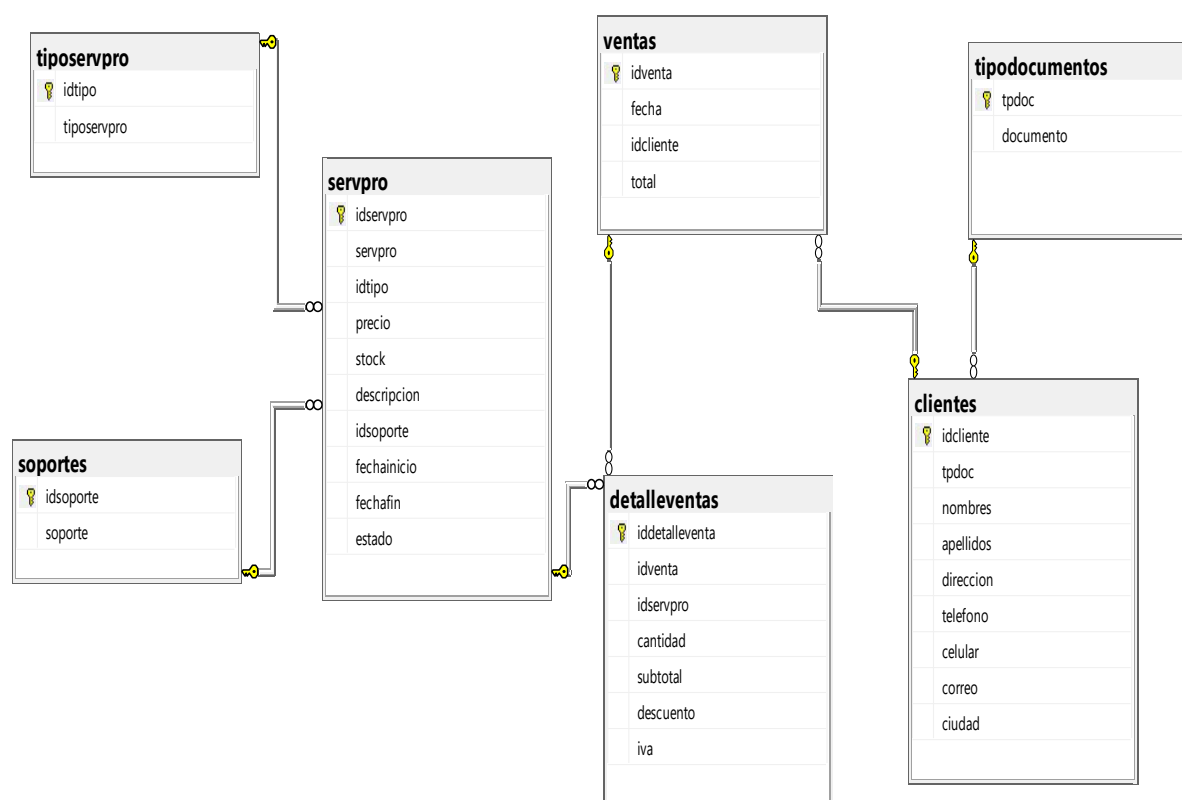 tiposervpro
idtipo
tiposervpro
servpro
idservpro
servpro
idtipo
precio
stock
descripcion
idsoporte
fechainicio
fechafin
estado
soportes
idsoporte
soporte
ventas
idventa
fecha
idcliente
total
detalleventas
iddetalleventa
idventa
idservpro
cantidad
subtotal
descuento
iva
tipodocumentos
tpdoc
documento
clientes
idcliente
tpdoc
nombres
apellidos
direccion
telefono
celular
correo
ciudad